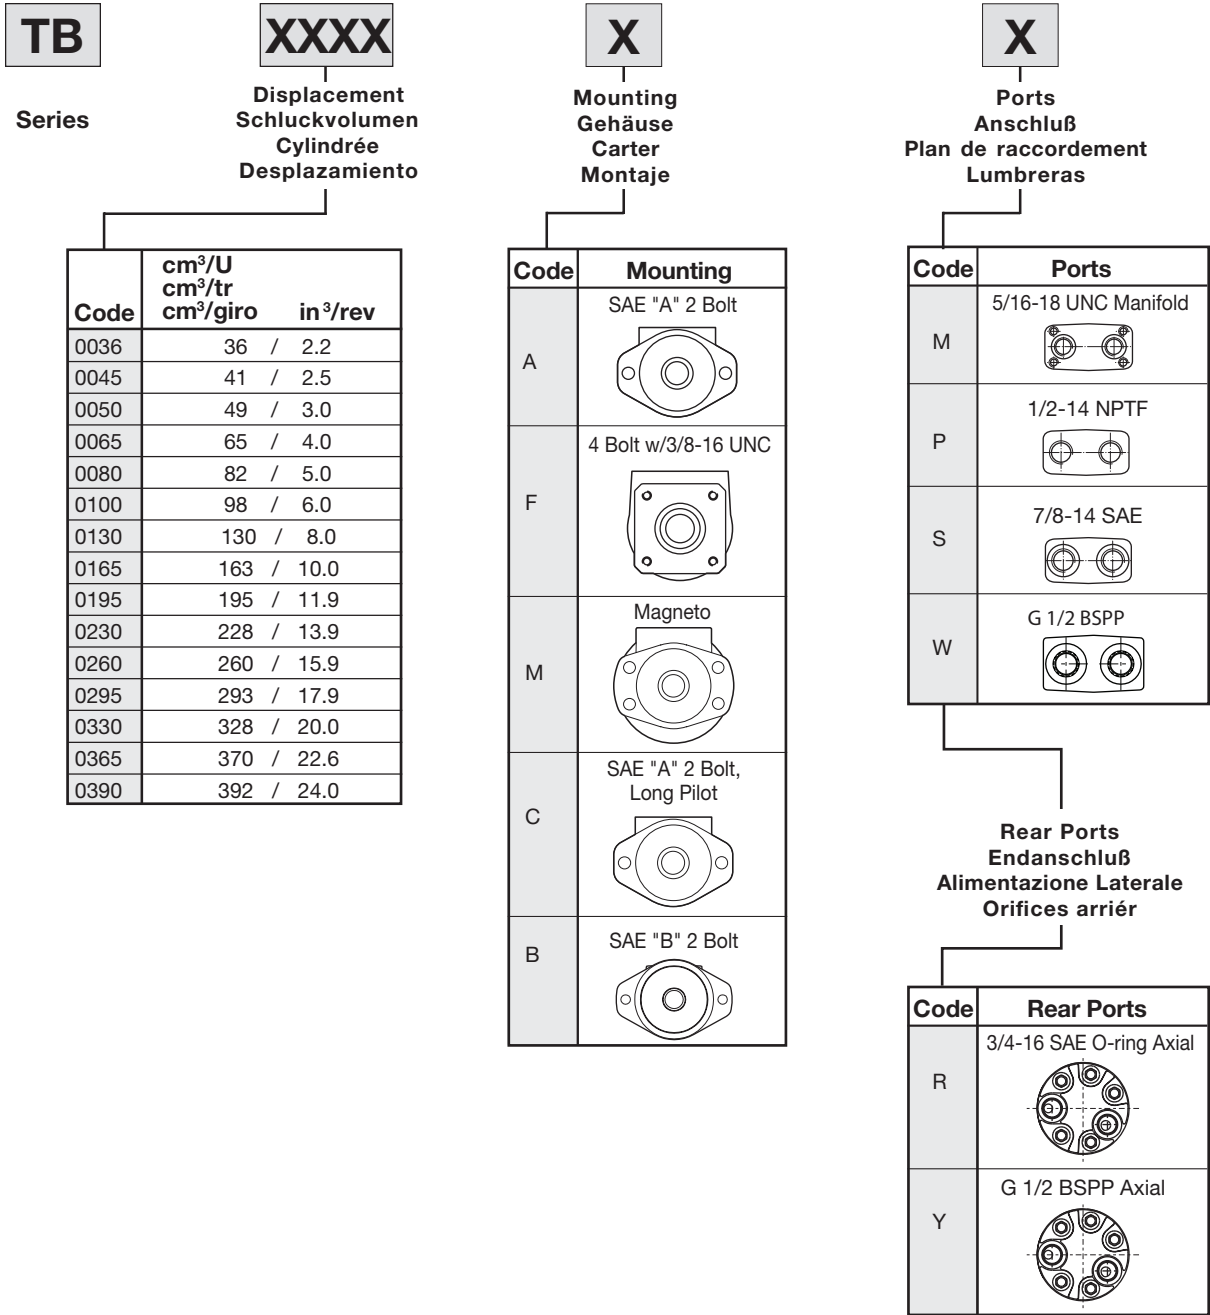 TB
XXXX
X
X
Series
Displacement
Schluckvolumen
Cylindrée
Desplazamiento
Mounting
Gehäuse
Carter
Montaje
Ports
Anschluß
Plan de raccordement
Lumbreras
Code cm³/U
cm³/tr
cm³/giro in³/rev
0036 36 / 2.2
0045 41 / 2.5
0050 49 / 3.0
0065 65 / 4.0
0080 82 / 5.0
0100 98 / 6.0
0130 130 / 8.0
0165 163 / 10.0
0195 195 / 11.9
0230 228 / 13.9
0260 260 / 15.9
0295 293 / 17.9
0330 328 / 20.0
0365 370 / 22.6
0390 392 / 24.0
Code Mounting
SAE "A" 2 Bolt
A
4 Bolt w/3/8-16 UNC
F
Magneto
M
SAE "A" 2 Bolt,
Long Pilot
C
SAE "B" 2 Bolt
B
Code Ports
5/16-18 UNC Manifold
M
1/2-14 NPTF
P
7/8-14 SAE
S
G 1/2 BSPP
W
Rear Ports
Endanschluß
Alimentazione Laterale
Orifices arriér
Code Rear Ports
3/4-16 SAE O-ring Axial
R
G 1/2 BSPP Axial
Y